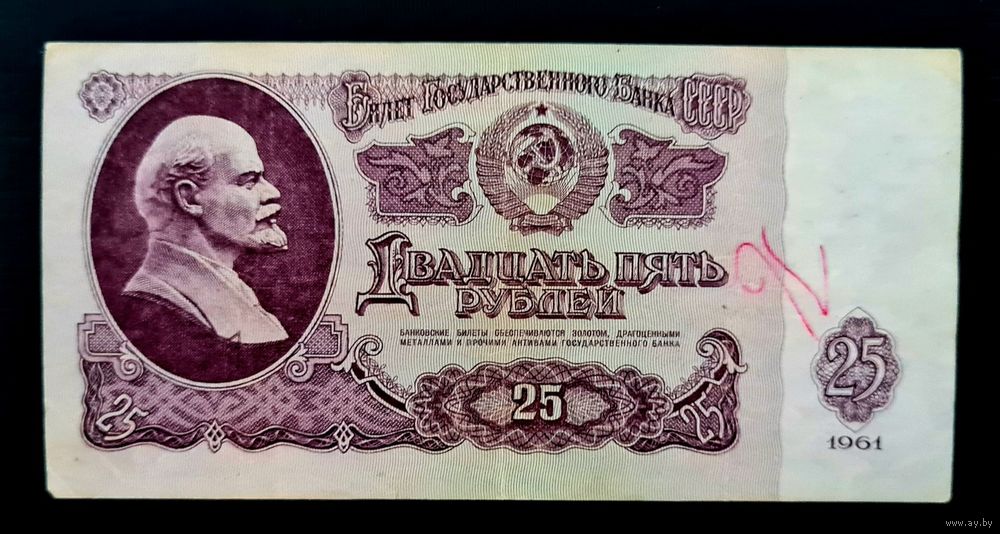 Билет Государственного Банка СССР
Двадцать пять
рублей
Банковские билеты обеспечиваются золотом, драгоценными
металлами и прочими активами Государственного Банка
25
25
25
25
1961
www.ay.by